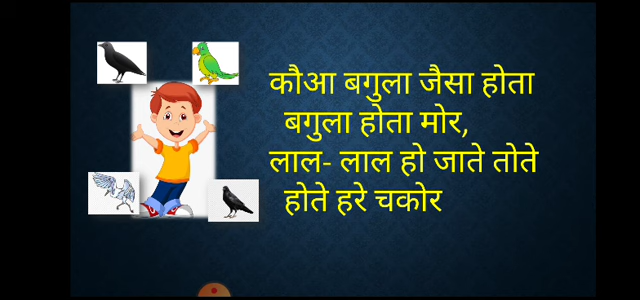 कौआ बगुला जैसा होता
बगुला होता मोर,
लाल- लाल हो जाते तोते
होते हरे चकोर